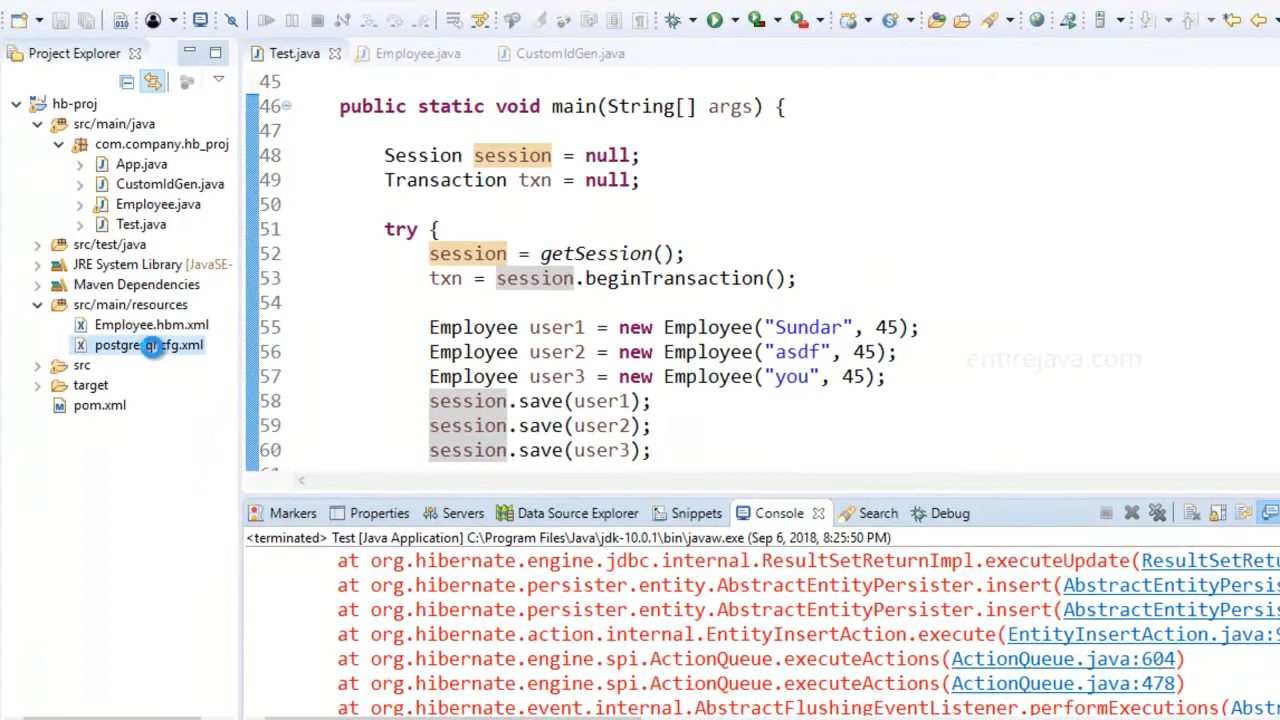 Project Explorer
Test.java
Employee.java
CustomIdGen.java
hb-proj
src/main/java
com.company.hb_proj
App.java
CustomIdGen.java
Employee.java
Test.java
src/test/java
JRE System Library [JavaSE-
Maven Dependencies
src/main/resources
Employee.hbm.xml
src
target
pom.xml
45
46 public static void main(String[] args) {
47
48 Session session = null;
49 Transaction txn = null;
50
51 try {
52 session = getSession();
53 txn = session.beginTransaction();
54
55 Employee user1 = new Employee("Sundar", 45);
56 Employee user2 = new Employee("asdf", 45);
57 Employee user3 = new Employee("you", 45);
58 session.save(user1);
59 session.save(user2);
60 session.save(user3);
entirejava.com
Markers Properties Servers Data Source Explorer Snippets Console Search Debug
<terminated> Test [Java Application] C:\Program Files\Java\jdk-10.0.1\bin\javaw.exe (Sep 6, 2018, 8:25:50 PM)
at org.hibernate.engine.jdbc.internal.ResultSetReturnImpl.executeUpdate(ResultSetRetu
at org.hibernate.persister.entity.AbstractEntityPersister.insert(AbstractEntityPersis
at org.hibernate.persister.entity.AbstractEntityPersister.insert(AbstractEntityPersis
at org.hibernate.action.internal.EntityInsertAction.execute(EntityInsertAction.java:9
at org.hibernate.engine.spi.ActionQueue.executeActions(ActionQueue.java:604)
at org.hibernate.engine.spi.ActionQueue.executeActions(ActionQueue.java:478)
at org.hibernate.event.internal.AbstractFlushingEventListener.performExecutions(Abstr